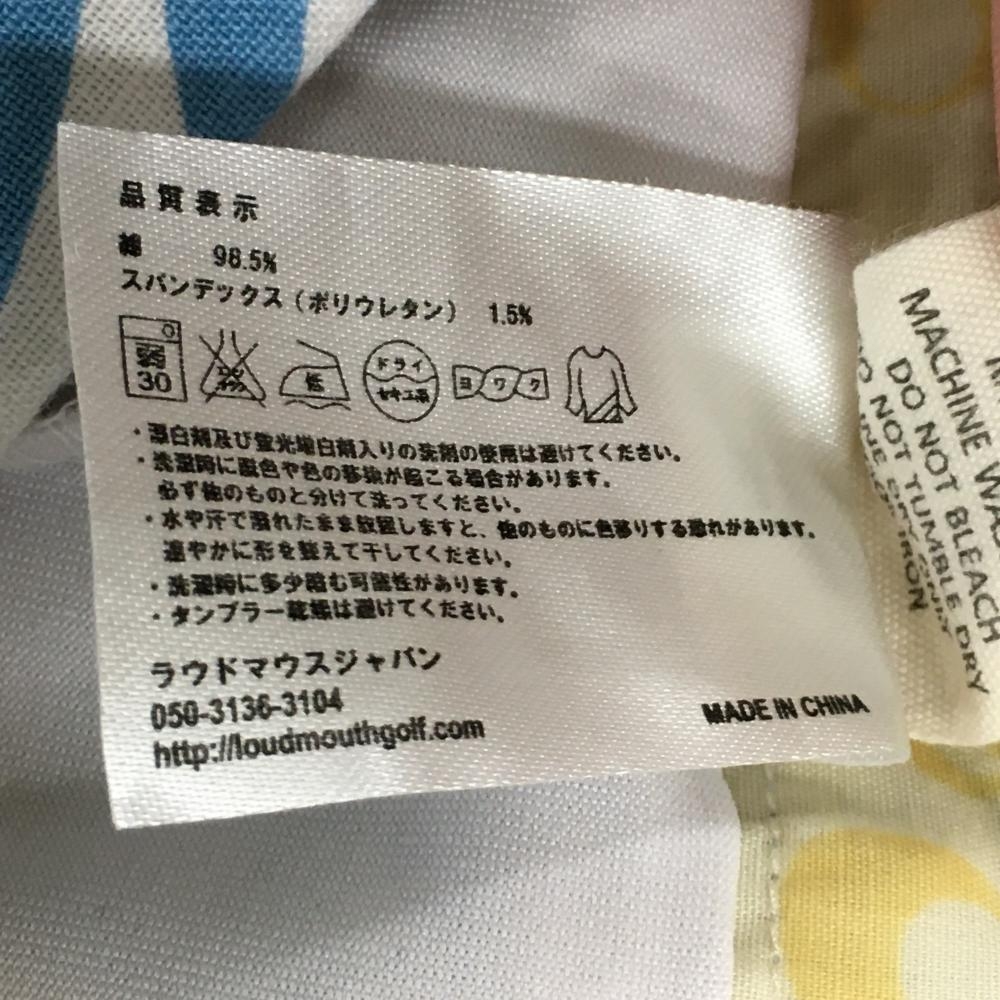 品質表示
綿 98.5%
スパンデックス(ポリウレタン) 1.5%
30
低
ドライ
セキユ系
ヨワク
・漂白剤及び蛍光増白剤入りの洗剤の使用は避けてください。
・洗濯時に脱色や色の移染が起こる場合があります。
必ず他のものと分けて洗ってください。
・水や汗で濡れたまま放置しますと、他のものに色移りする恐れがあります。
速やかに形を整えて干してください。
・洗濯時に多少縮む可能性があります。
・タンブラー乾燥は避けてください。
ラウドマウスジャパン
050-3136-3104
http://loudmouthgolf.com
MADE IN CHINA
MACHINE
DO NOT BLEACH
NOT TUMBLE DRY
LINE DRY ONLY
IRON